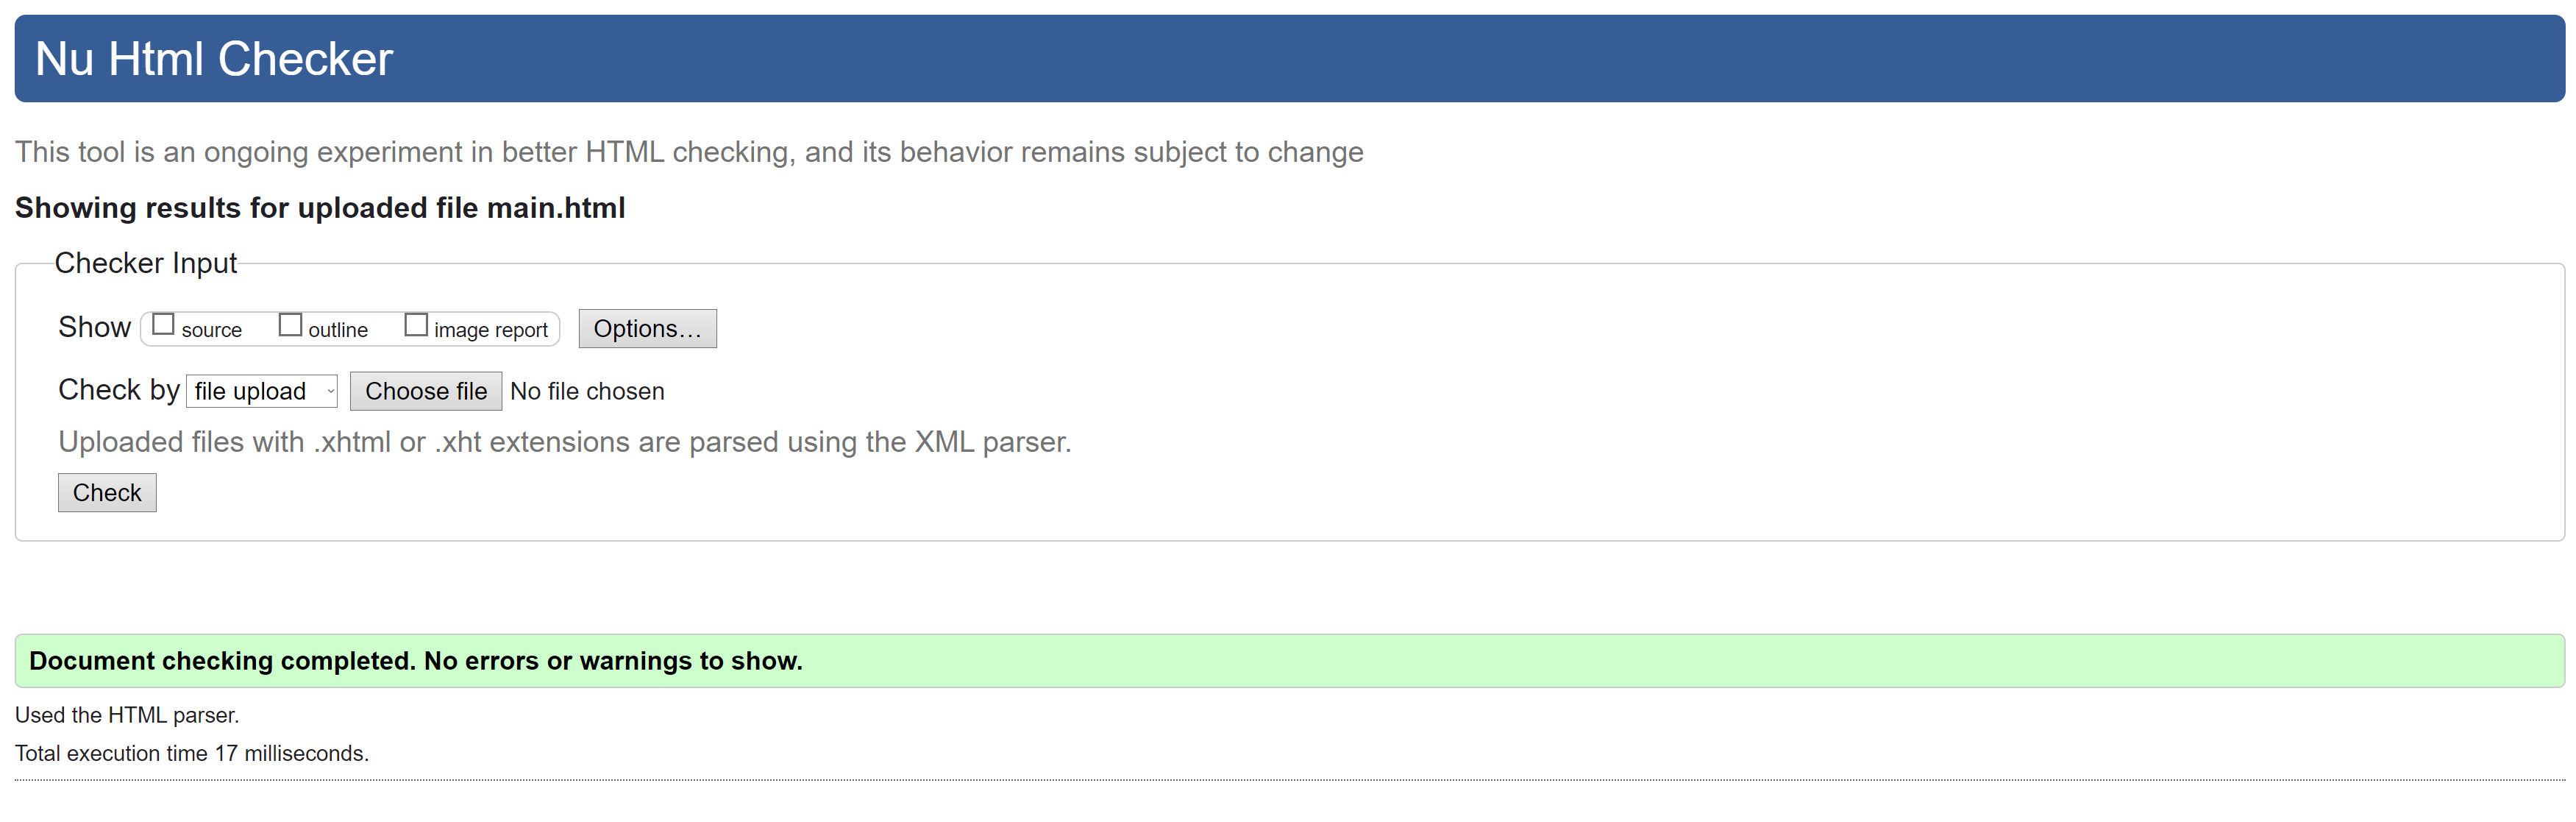 Nu Html Checker
This tool is an ongoing experiment in better HTML checking, and its behavior remains subject to change
Showing results for uploaded file main.html
Checker Input
Show source outline image report Options…
Check by file upload Choose file No file chosen
Uploaded files with .xhtml or .xht extensions are parsed using the XML parser.
Check
Document checking completed. No errors or warnings to show.
Used the HTML parser.
Total execution time 17 milliseconds.